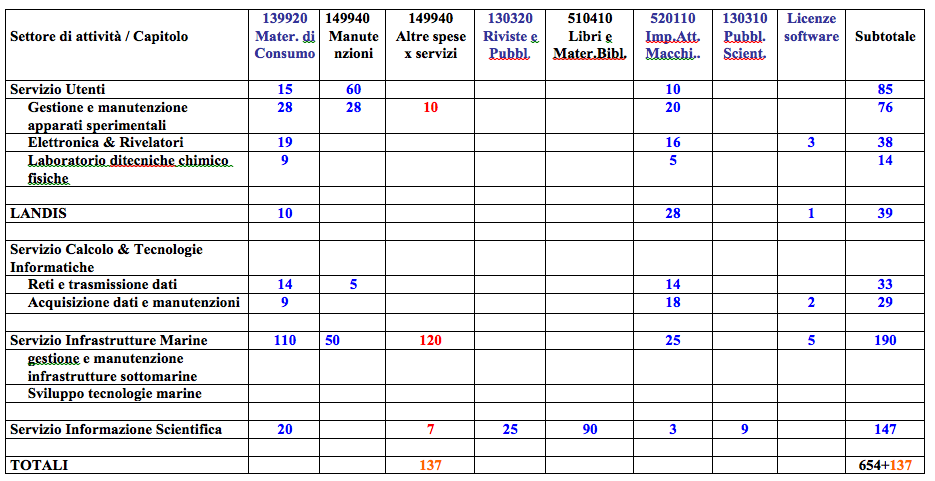 Settore di attività / Capitolo 139920 Mater. di Consumo 149940 Manute nzioni 149940 Altre spese x servizi 130320 Riviste e Pubbl. 510410 Libri e Mater.Bibl. 520110 Imp.Att. Macchi.. 130310 Pubbl. Scient. Licenze software Subtotale
Servizio Utenti 15 60 10 85
Gestione e manutenzione 28 28 10 20 76
apparati sperimentali
Elettronica & Rivelatori 19 16 3 38
Laboratorio ditecniche chimico 9 5 14
fisiche
LANDIS 10 28 1 39
Servizio Calcolo & Tecnologie
Informatiche
Reti e trasmissione dati 14 5 14 33
Acquisizione dati e manutenzioni 9 18 2 29
Servizio Infrastrutture Marine 110 50 120 25 5 190
gestione e manutenzione
infrastrutture sottomarine
Sviluppo tecnologie marine
Servizio Informazione Scientifica 20 7 25 90 3 9 147
TOTALI 137 654+137